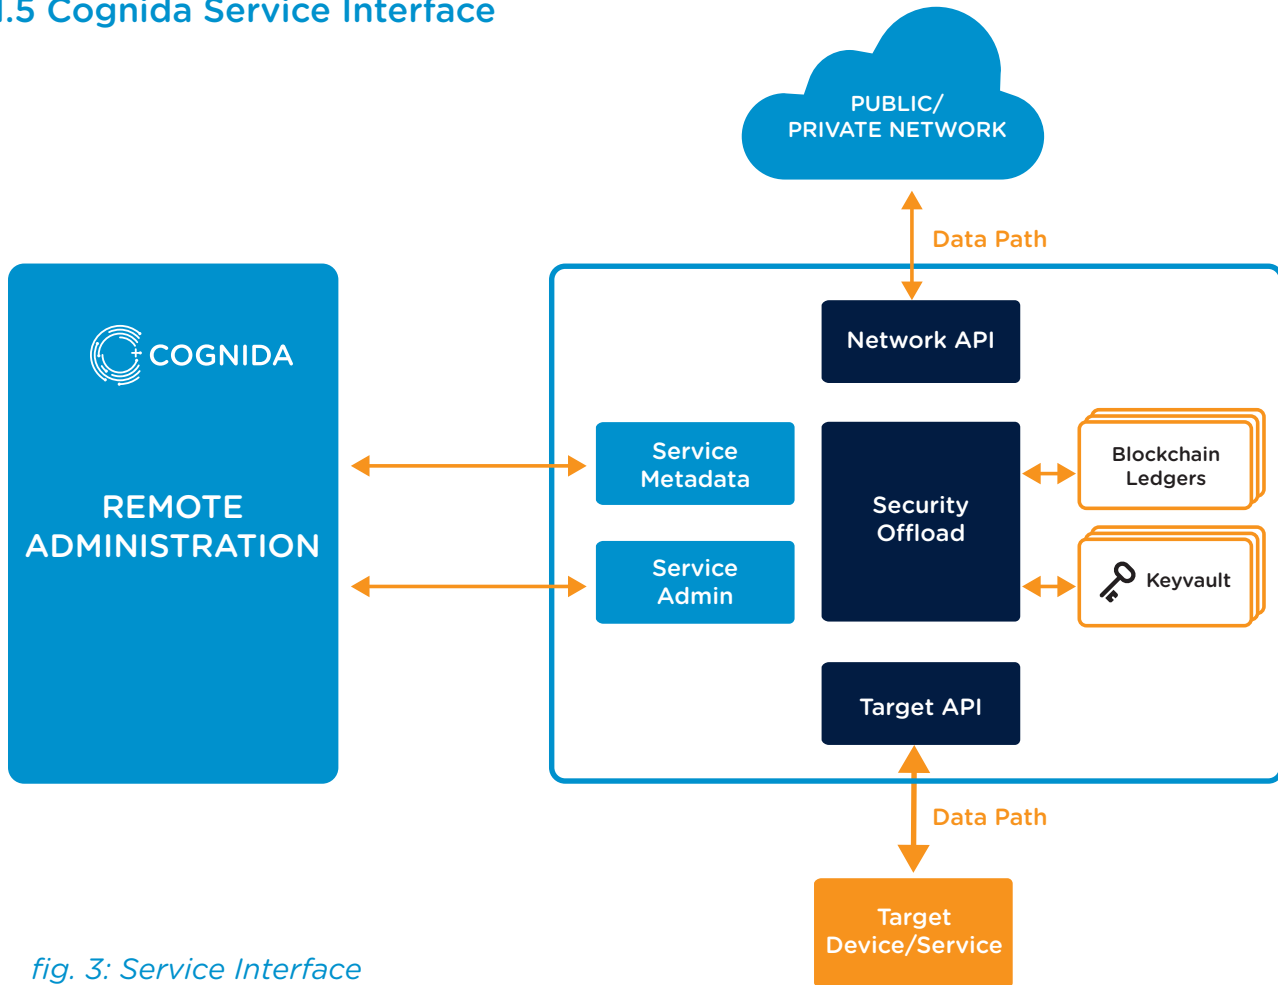 1.5 Cognida Service Interface
PUBLIC/
PRIVATE NETWORK
Data Path
Network API
COGNIDA
REMOTE
ADMINISTRATION
Service
Metadata
Service
Admin
Security
Offload
Blockchain
Ledgers
Keyvault
Target API
Data Path
Target
Device/Service
fig. 3: Service Interface